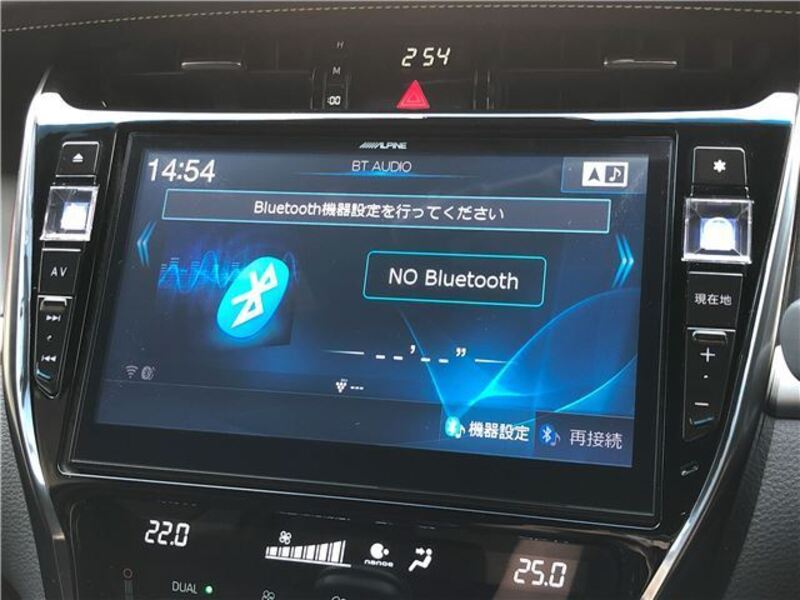 H
2 54
M
:00
ALPINE
14:54
BT AUDIO
Bluetooth機器設定を行ってください
AV
NO Bluetooth
現在地
--'--"
---
機器設定
再接続
22.0
nanoe
25.0
DUAL